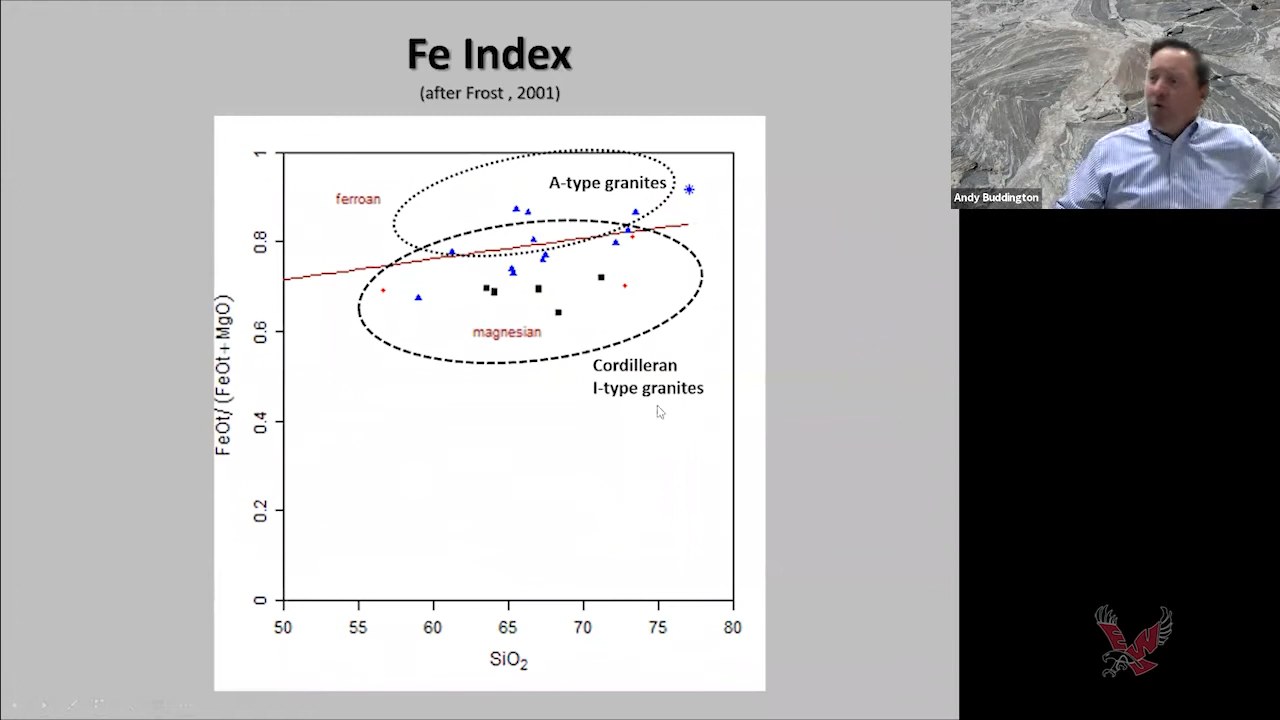 Fe Index
(after Frost , 2001)
A-type granites
ferroan
magnesian
Cordilleran
I-type granites
FeOt/ (FeOt+MgO)
1
0.8
0.6
0.4
0.2
0
50 55 60 65 70 75 80
SiO2
Andy Buddington
EWU